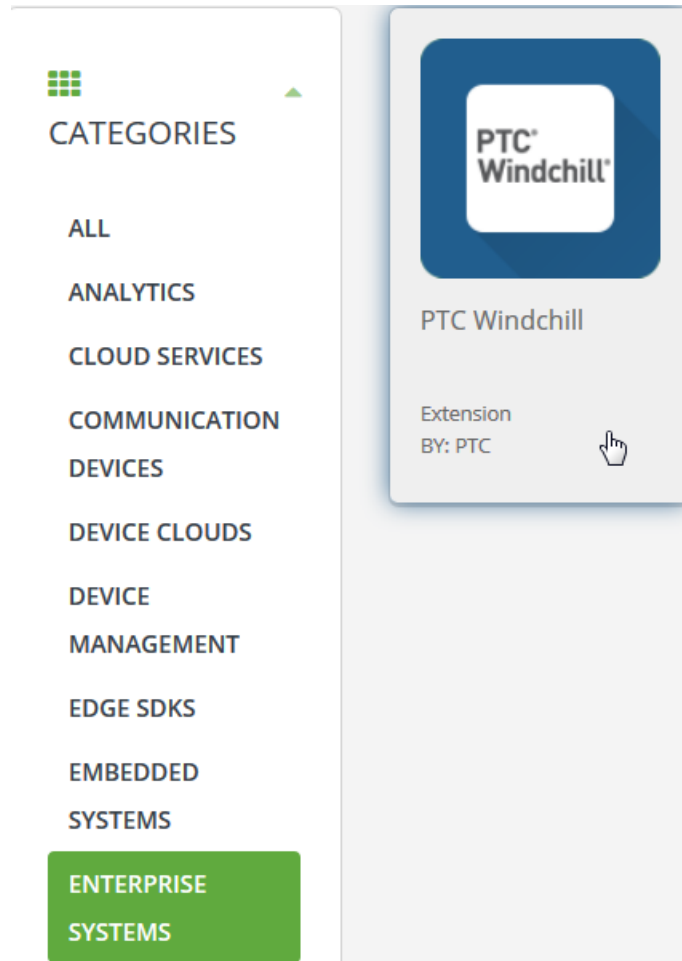 CATEGORIES
ALL
ANALYTICS
CLOUD SERVICES
COMMUNICATION
DEVICES
DEVICE CLOUDS
DEVICE
MANAGEMENT
EDGE SDKS
EMBEDDED
SYSTEMS
ENTERPRISE
SYSTEMS
PTC®
Windchill®
PTC Windchill
Extension
BY: PTC